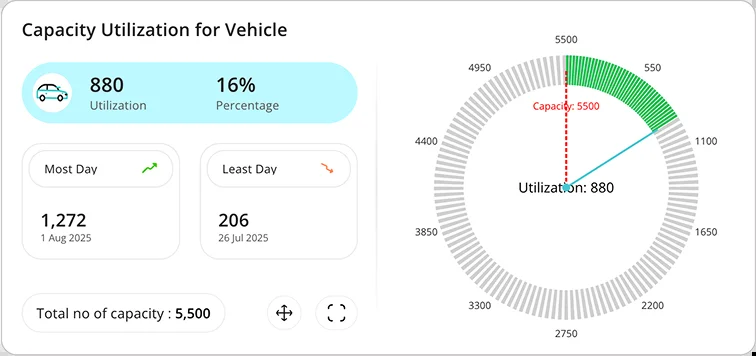 Capacity Utilization for Vehicle
880
Utilization
16%
Percentage
Most Day
1,272
1 Aug 2025
Least Day
206
26 Jul 2025
Total no of capacity : 5,500
5500
550
1100
1650
2200
2750
3300
3850
4400
4950
Capacity: 5500
Utilization: 880